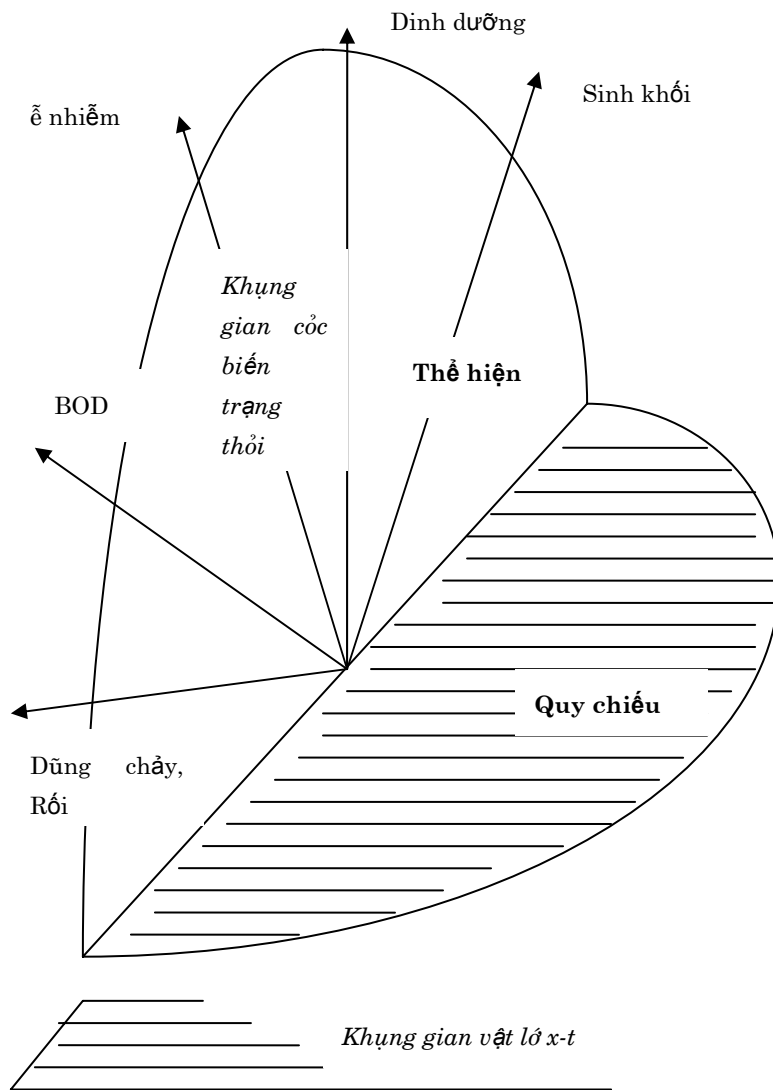 Dinh dưỡng
Sinh khối
ễ nhiễm
Khụng
gian cỏc
biến
trạng
thỏi
Thể hiện
BOD
Quy chiếu
Dũng chảy,
Rối
Khụng gian vật lớ x-t